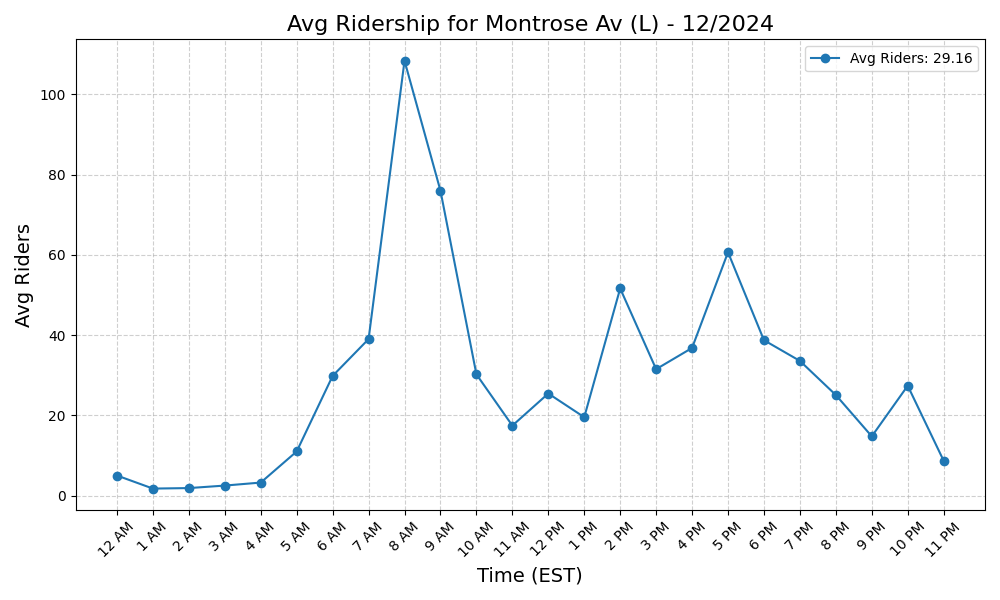 Avg Ridership for Montrose Av (L) - 12/2024
Avg Riders: 29.16
Avg Riders
100
80
60
40
20
0
12 AM
1 AM
2 AM
3 AM
4 AM
5 AM
6 AM
7 AM
8 AM
9 AM
10 AM
11 AM
12 PM
1 PM
2 PM
3 PM
4 PM
5 PM
6 PM
7 PM
8 PM
9 PM
10 PM
11 PM
Time (EST)